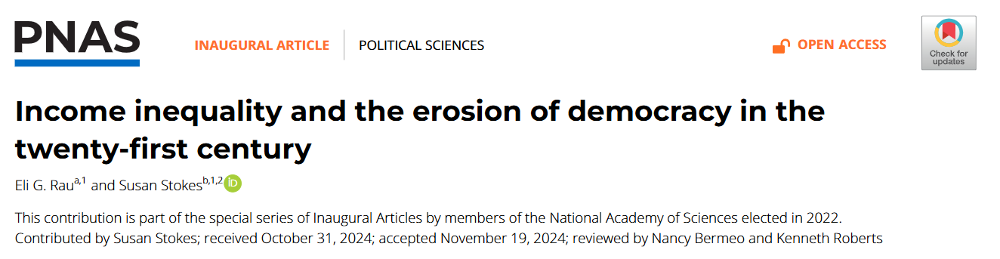 PNAS
INAUGURAL ARTICLE | POLITICAL SCIENCES
OPEN ACCESS
Check for
updates
Income inequality and the erosion of democracy in the
twenty-first century
Eli G. Rau a,1 and Susan Stokes b,1,2 iD
This contribution is part of the special series of Inaugural Articles by members of the National Academy of Sciences elected in 2022.
Contributed by Susan Stokes; received October 31, 2024; accepted November 19, 2024; reviewed by Nancy Bermeo and Kenneth Roberts